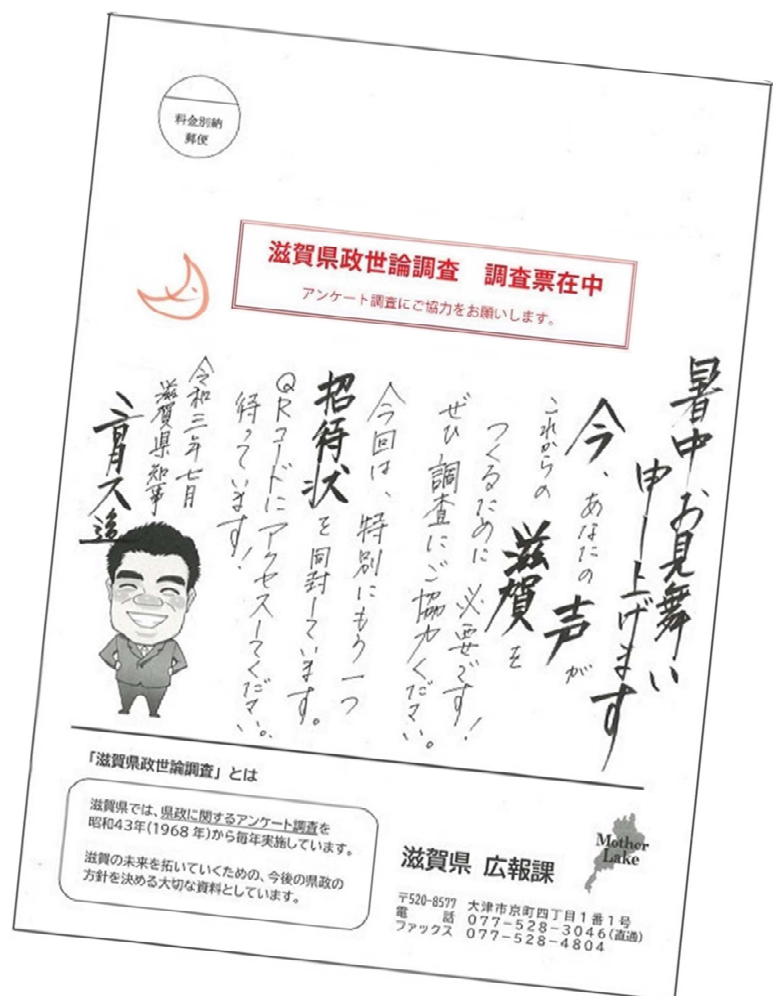 料金別納
郵便
滋賀県政世論調査 調査票在中
アンケート調査にご協力をお願いします。
暑中お見舞い
申し上げます
今、あなたの声が
これからの滋賀を
つくるために必要です!
ぜひ調査にご協力ください。
今回は、特別にもう一つ
招待状を同封しています。
QRコードにアクセスしてください。
待っています!
令和三年七月
滋賀県知事
三日月大造
「滋賀県政世論調査」とは
滋賀県では、県政に関するアンケート調査を
昭和43年(1968年)から毎年実施しています。
滋賀の未来を拓いていくための、今後の県政の
方針を決める大切な資料としています。
滋賀県 広報課
Mother
Lake
〒520-8577 大津市京町四丁目1番1号
電話 077-528-3046(直通)
ファックス 077-528-4804